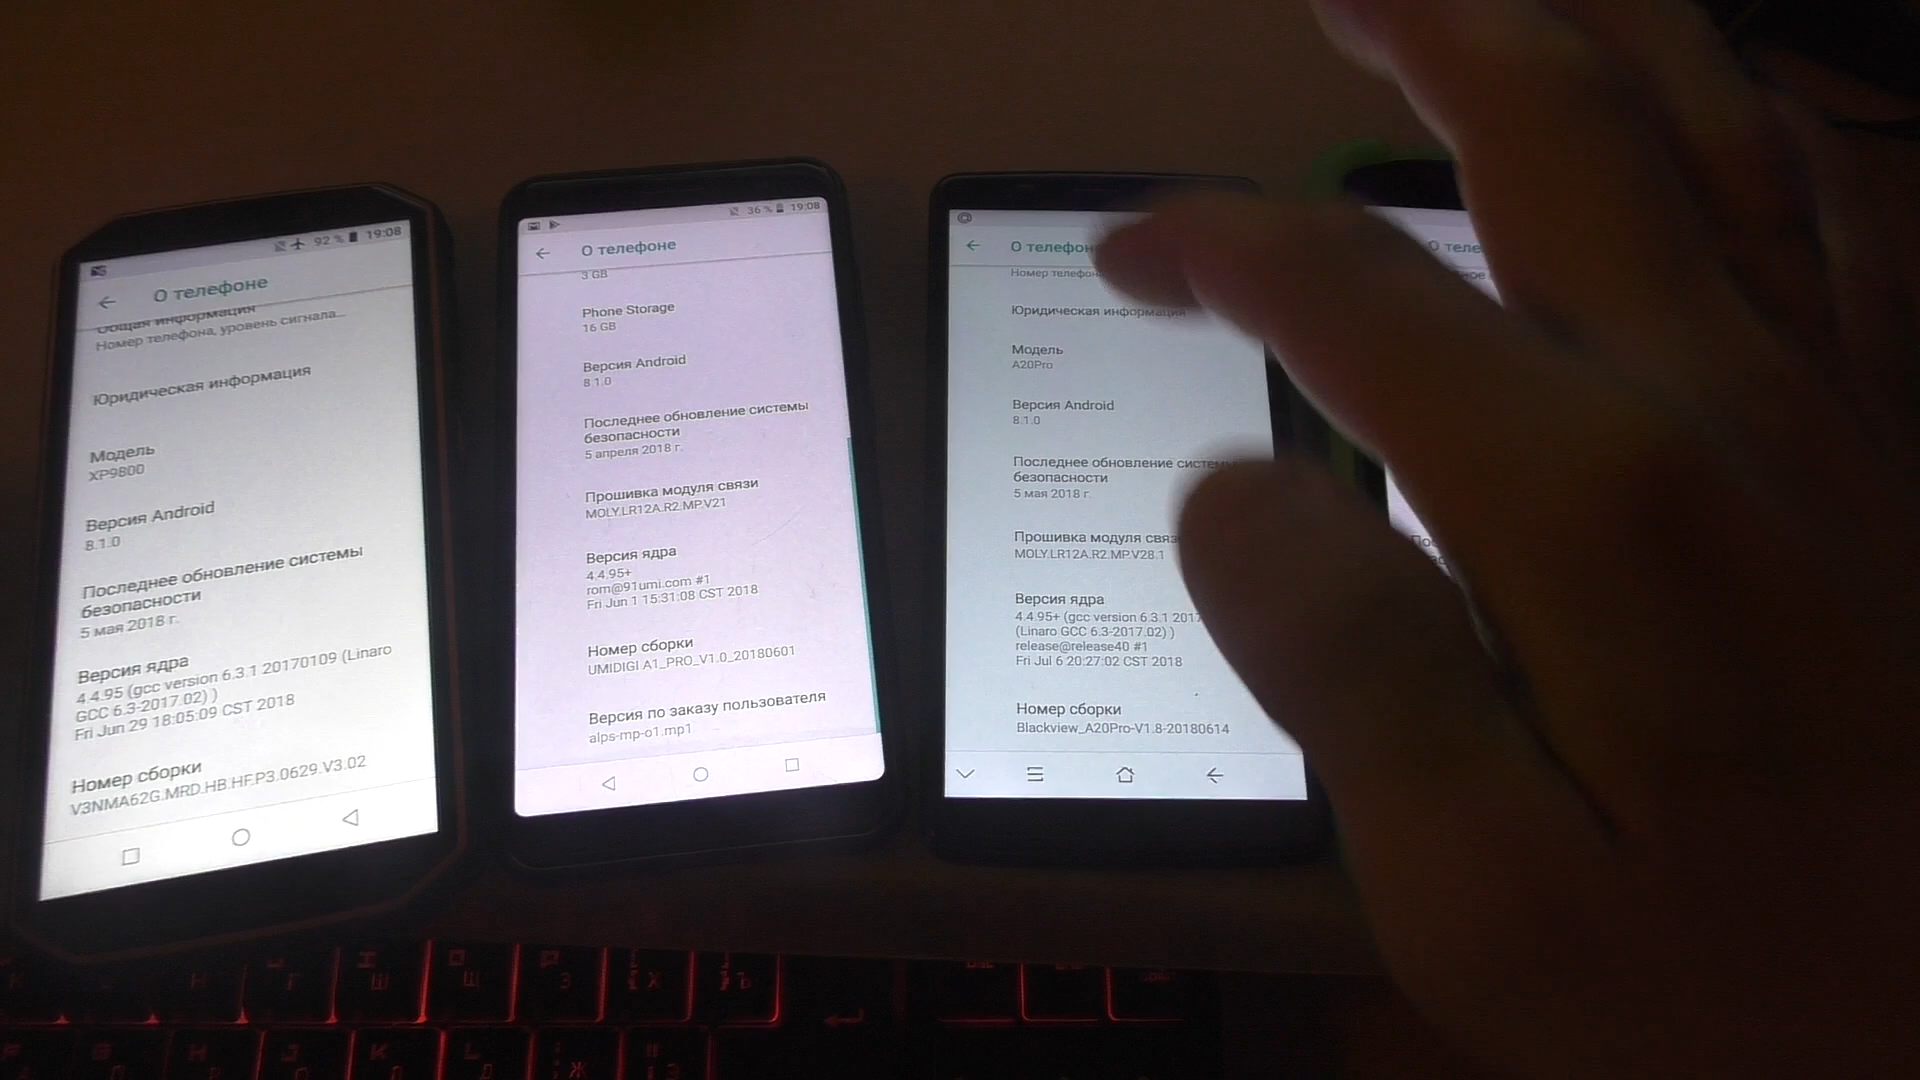 92 % 19:08
О телефоне
Общая информация
Номер телефона, уровень сигнала...
Юридическая информация
Модель
XP9800
Версия Android
8.1.0
Последнее обновление системы
безопасности
5 мая 2018 г.
Версия ядра
4.4.95 (gcc version 6.3.1 20170109 (Linaro
GCC 6.3-2017.02) )
Fri Jun 29 18:05:09 CST 2018
Номер сборки
V3NMA62G.MRD.HB.HF.P3.0629.V3.02
36 % 19:08
О телефоне
3 GB
Phone Storage
16 GB
Версия Android
8.1.0
Последнее обновление системы
безопасности
5 апреля 2018 г.
Прошивка модуля связи
MOLY.LR12A.R2.MP.V21
Версия ядра
4.4.95+
rom@91umi.com #1
Fri Jun 1 15:31:08 CST 2018
Номер сборки
UMIDIGI A1_PRO_V1.0_20180601
Версия по заказу пользователя
alps-mp-o1.mp1
О телефон
Номер телефона
Юридическая информация
Модель
A20Pro
Версия Android
8.1.0
Последнее обновление системы
безопасности
5 мая 2018 г.
Прошивка модуля связ
MOLY.LR12A.R2.MP.V28.1
Версия ядра
4.4.95+ (gcc version 6.3.1 2017
(Linaro GCC 6.3-2017.02) )
release@release40 #1
Fri Jul 6 20:27:02 CST 2018
Номер сборки
Blackview_A20Pro-V1.8-20180614
О теле
Пос
Г Ш Щ З Х Ъ
Ж